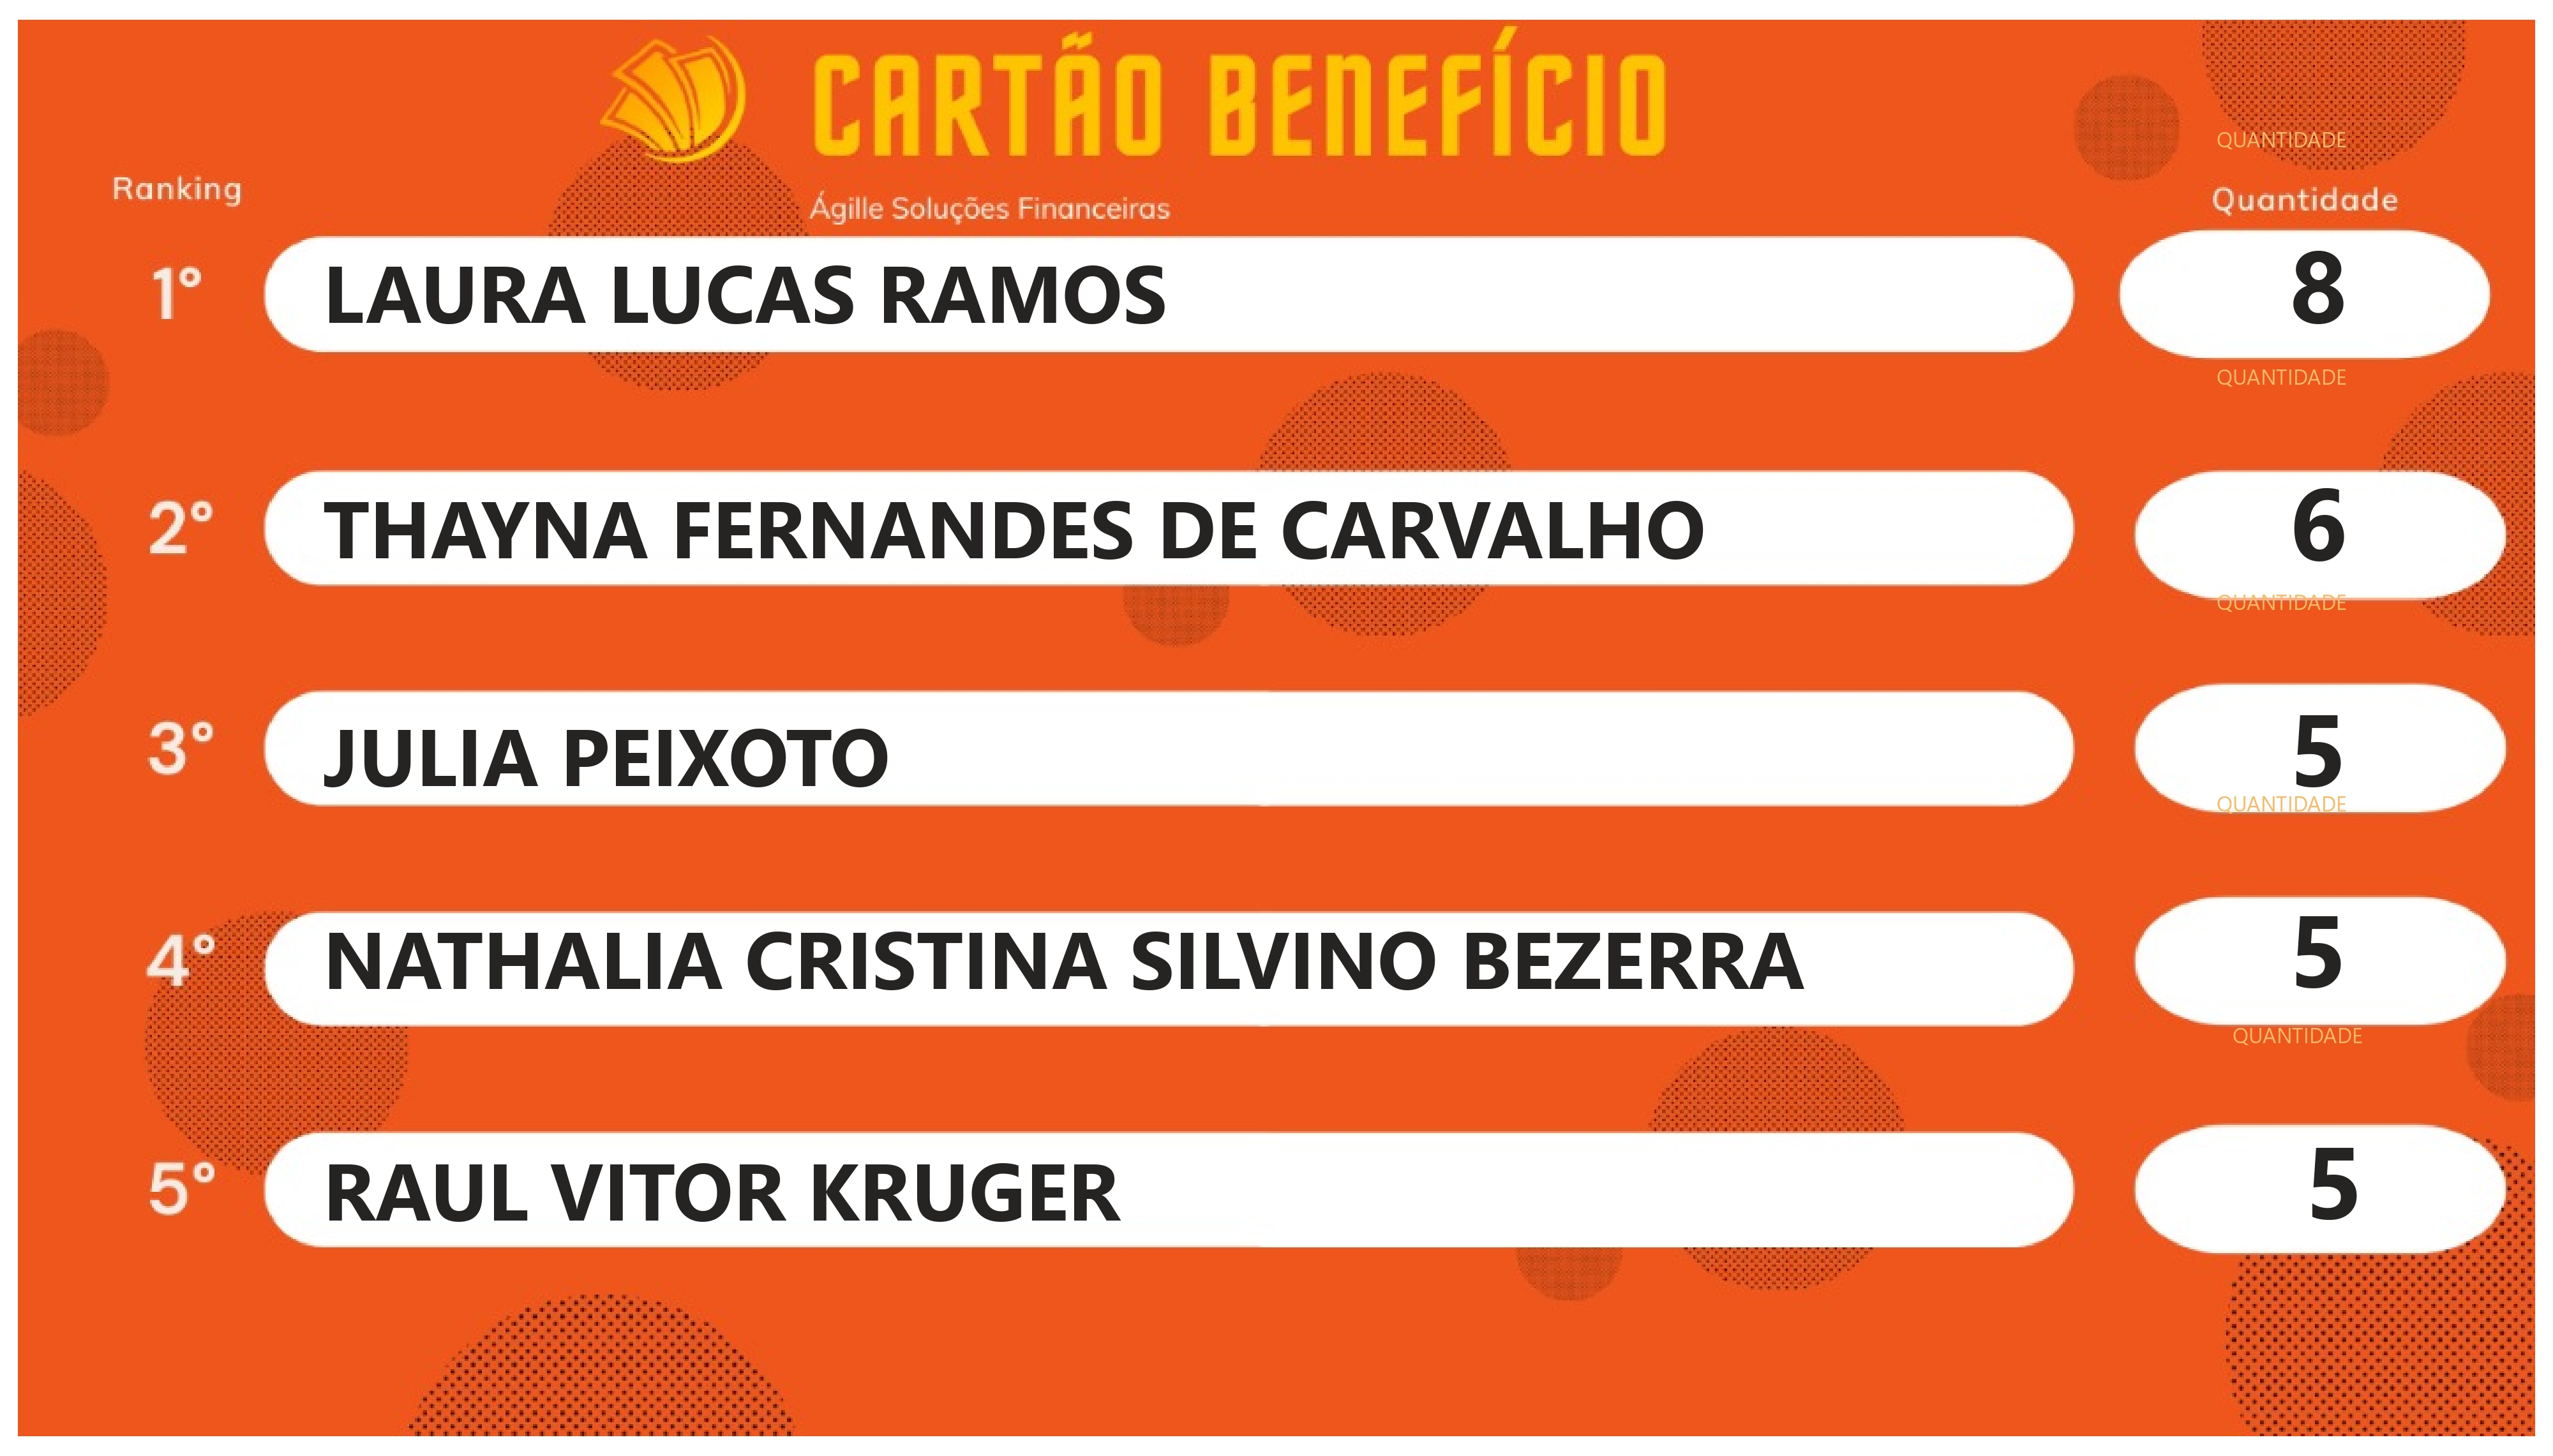 CARTÃO BENEFÍCIO
QUANTIDADE
Ranking
Ágille Soluções Financeiras
Quantidade
1° LAURA LUCAS RAMOS 8
QUANTIDADE
2° THAYNA FERNANDES DE CARVALHO 6
QUANTIDADE
3° JULIA PEIXOTO 5
QUANTIDADE
4° NATHALIA CRISTINA SILVINO BEZERRA 5
QUANTIDADE
5° RAUL VITOR KRUGER 5